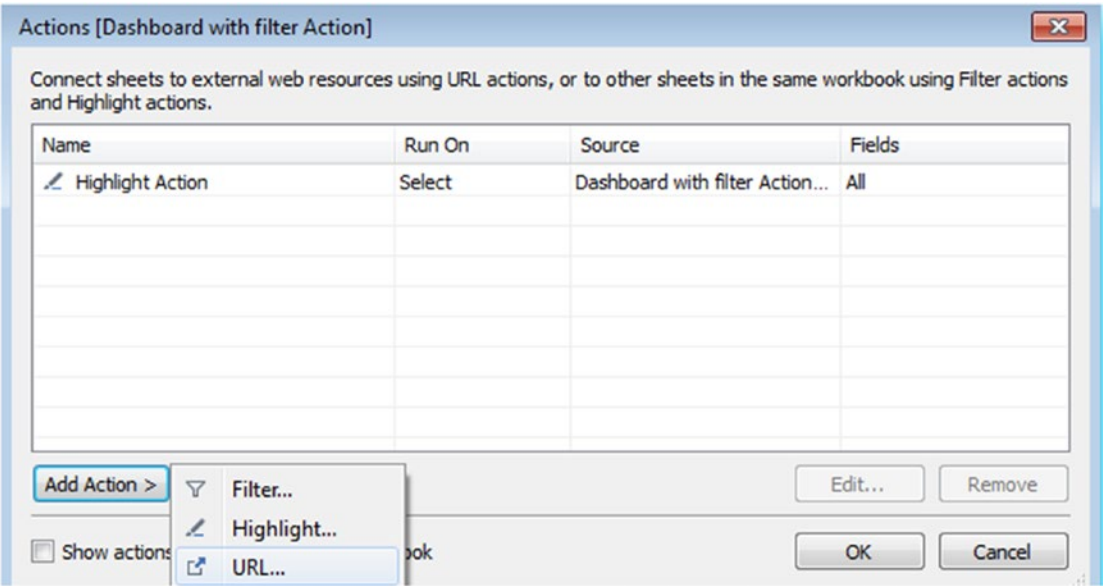 Actions [Dashboard with filter Action]
Connect sheets to external web resources using URL actions, or to other sheets in the same workbook using Filter actions
and Highlight actions.
Name Run On Source Fields
Highlight Action Select Dashboard with filter Action... All
Add Action > Edit... Remove
Filter...
Highlight...
Show actions ook OK Cancel
URL...